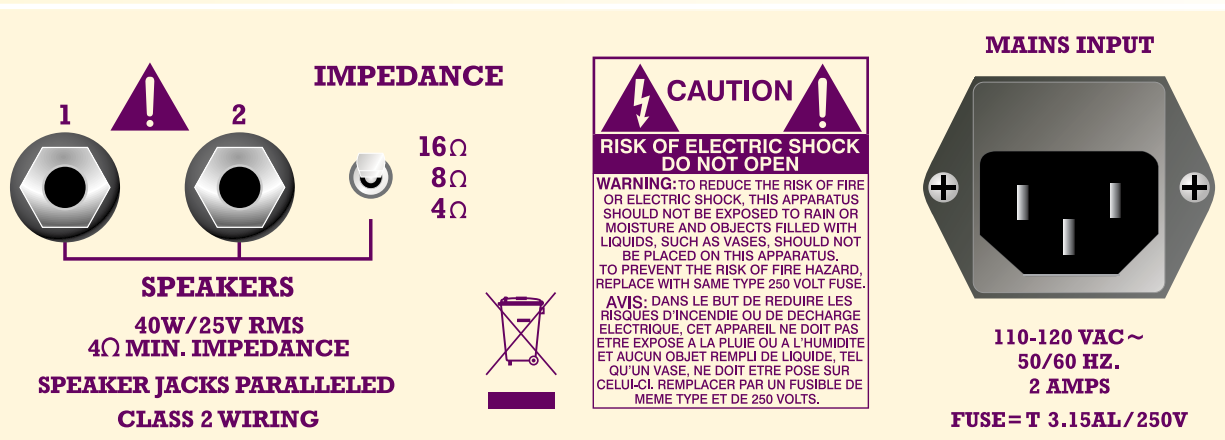 1
2
IMPEDANCE
16Ω
8Ω
4Ω
SPEAKERS
40W/25V RMS
4Ω MIN. IMPEDANCE
SPEAKER JACKS PARALLELED
CLASS 2 WIRING
CAUTION
RISK OF ELECTRIC SHOCK
DO NOT OPEN
WARNING: TO REDUCE THE RISK OF FIRE
OR ELECTRIC SHOCK, THIS APPARATUS
SHOULD NOT BE EXPOSED TO RAIN OR
MOISTURE AND OBJECTS FILLED WITH
LIQUIDS, SUCH AS VASES, SHOULD NOT
BE PLACED ON THIS APPARATUS.
TO PREVENT THE RISK OF FIRE HAZARD,
REPLACE WITH SAME TYPE 250 VOLT FUSE.
AVIS: DANS LE BUT DE REDUIRE LES
RISQUES D'INCENDIE OU DE DECHARGE
ELECTRIQUE, CET APPAREIL NE DOIT PAS
ETRE EXPOSE A LA PLUIE OU A L'HUMIDITE
ET AUCUN OBJET REMPLI DE LIQUIDE, TEL
QU'UN VASE, NE DOIT ETRE POSE SUR
CELUI-CI. REMPLACER PAR UN FUSIBLE DE
MEME TYPE ET DE 250 VOLTS.
MAINS INPUT
110-120 VAC~
50/60 HZ.
2 AMPS
FUSE=T 3.15AL/250V